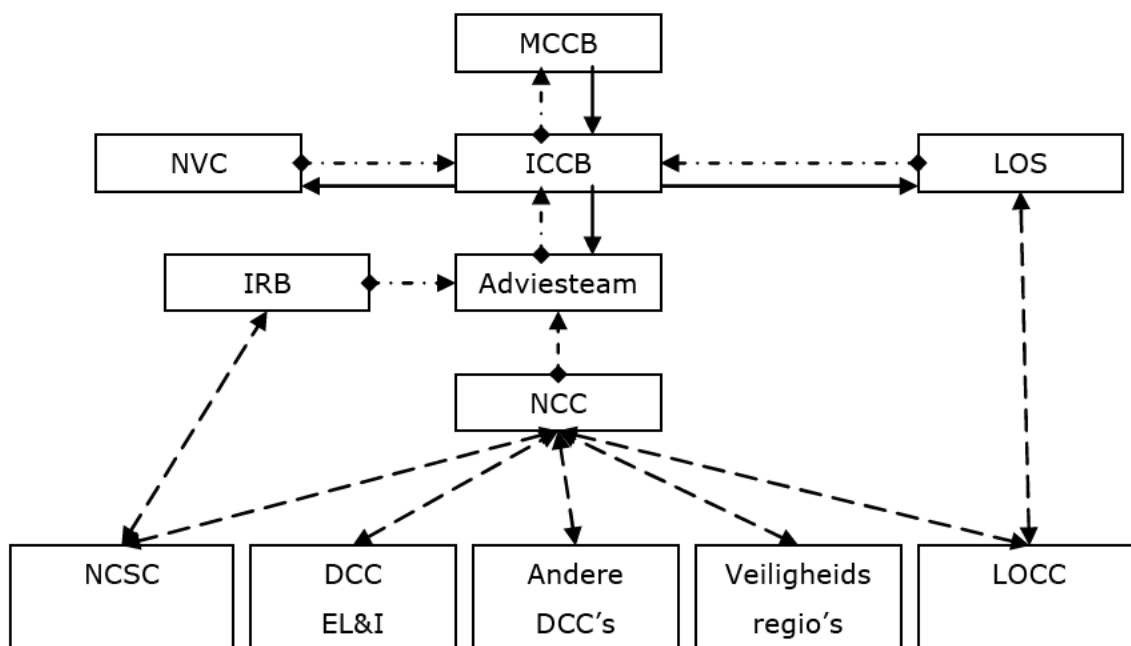 MCCB
NVC
ICCB
LOS
IRB
Adviesteam
NCC
NCSC
DCC
EL&I
Andere
DCC’s
Veiligheids
regio’s
LOCC